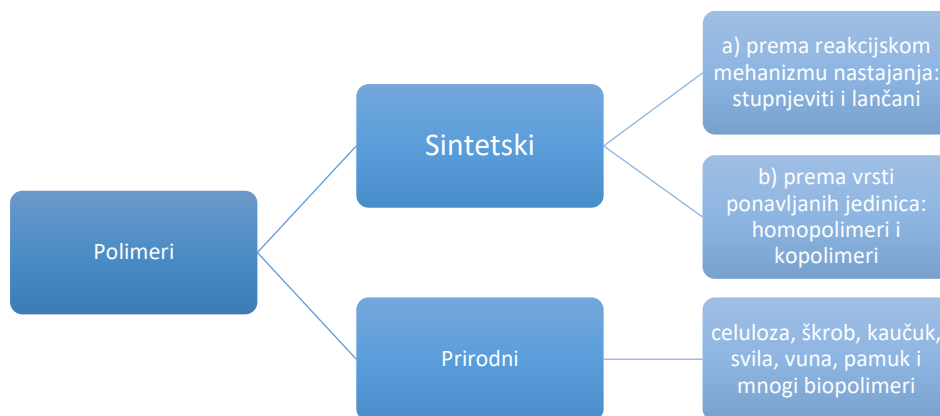 Polimeri
Sintetski
a) prema reakcijskom
mehanizmu nastajanja:
stupnjeviti i lančani
b) prema vrsti
ponavljanih jedinica:
homopolimeri i
kopolimeri
Prirodni
celuloza, škrob, kaučuk,
svila, vuna, pamuk i
mnogi biopolimeri